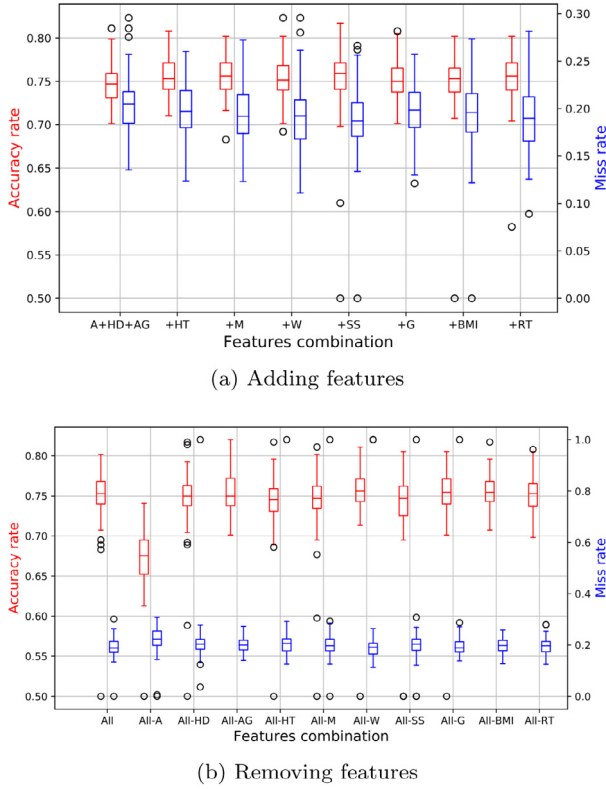 0.80
0.75
0.70
0.65
0.60
0.55
0.50
Accuracy rate
0.30
0.25
0.20
0.15
0.10
0.05
0.00
Miss rate
A+HD+AG +HT +M +W +SS +G +BMI +RT
Features combination
(a) Adding features
0.80
0.75
0.70
0.65
0.60
0.55
0.50
Accuracy rate
1.0
0.8
0.6
0.4
0.2
0.0
Miss rate
All All-A All-HD All-AG All-HT All-M All-W All-SS All-G All-BMI All-RT
Features combination
(b) Removing features